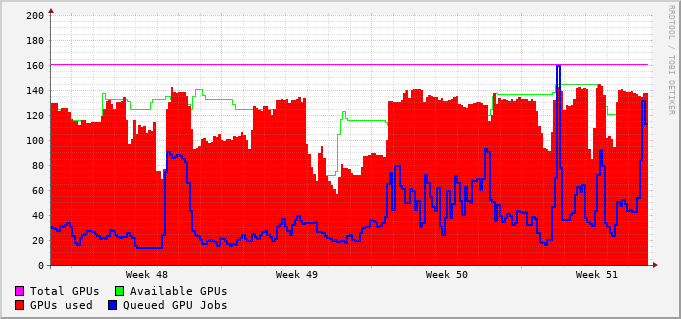 200
180
160
140
120
100
80
60
40
20
0
Week 48 Week 49 Week 50 Week 51
Total GPUs Available GPUs
GPUs used Queued GPU Jobs
RRDTOOL / TOBI OETIKER